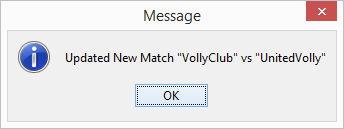 Message
Updated New Match "VollyClub" vs "UnitedVolly"
OK